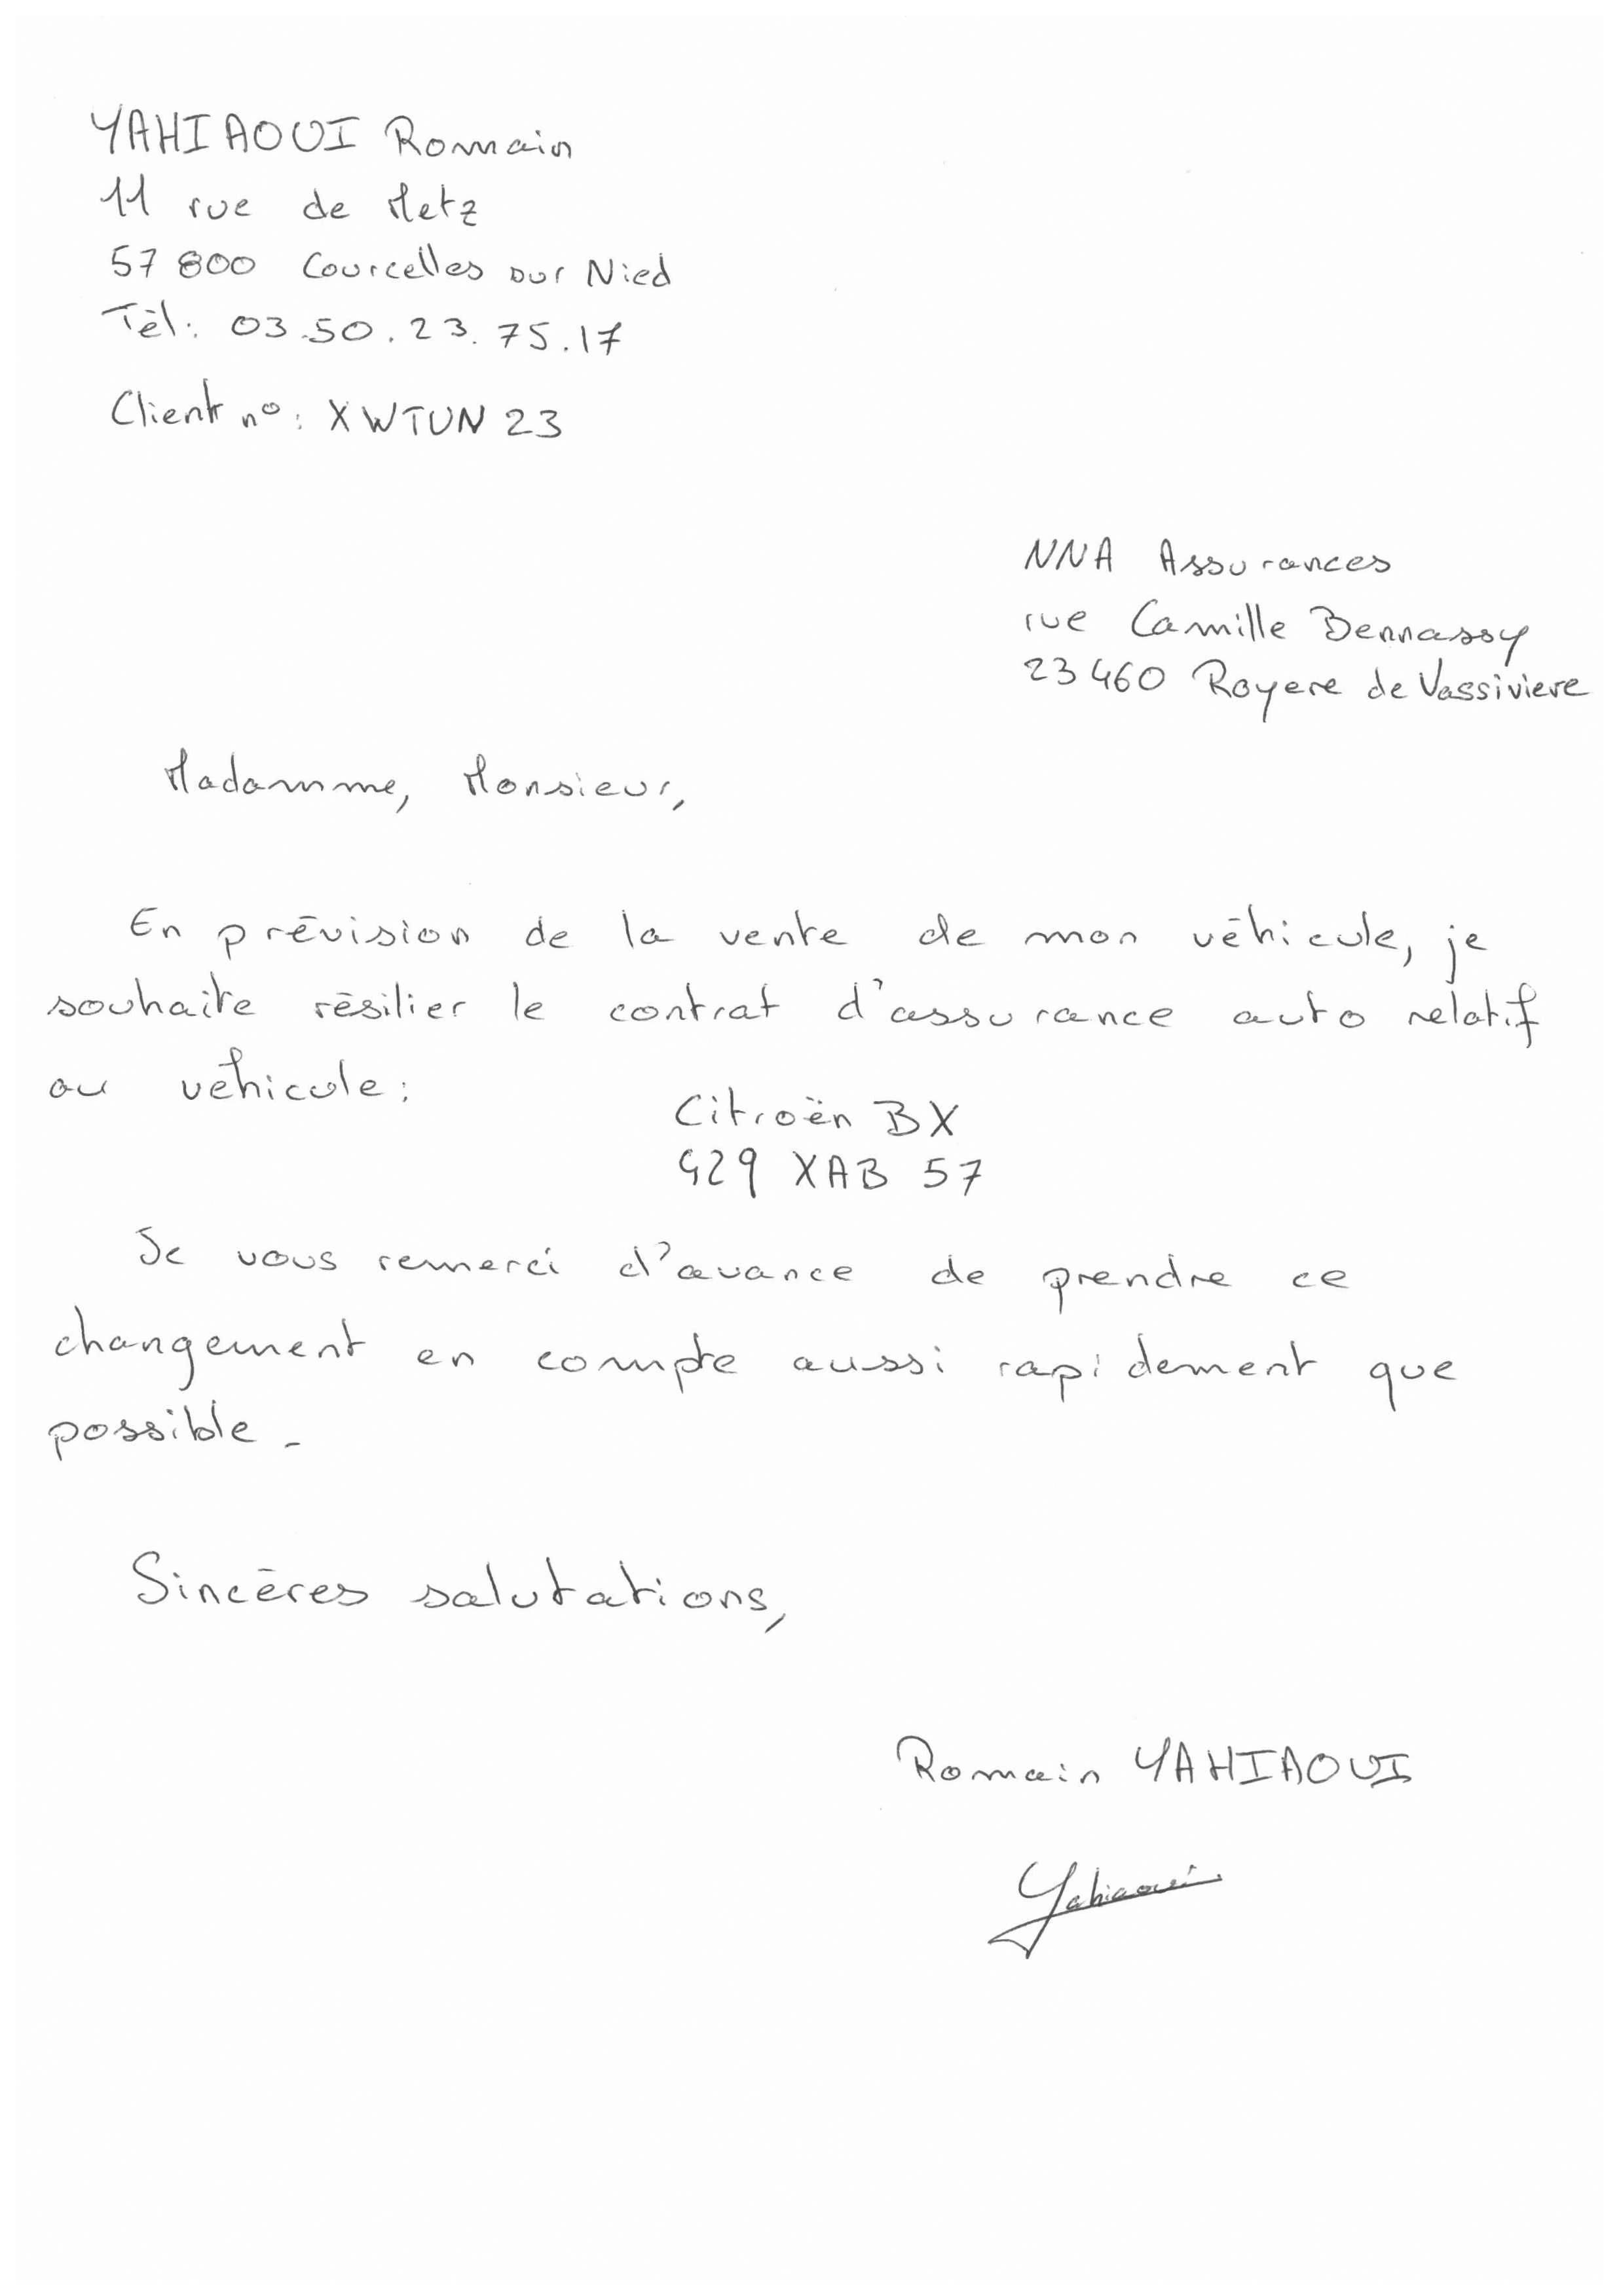 YAHIAOUI Romain
11 rue de Metz
57 800 Courcelles sur Nied
Tél: 03.50.23.75.17
Client n°: XWTUN 23
NNA Assurances
rue Camille Bennassy
23 460 Royere de Vassiviere
Madamme, Monsieur,
En prévision de la vente de mon véhicule, je
souhaite résilier le contrat d'assurance auto relatif
au vehicule:
Citroën BX
429 XAB 57
Je vous remerci d'avance de prendre ce
changement en compte aussi rapidement que
possible.
Sincères salutations,
Romain YAHIAOUI
Yahiaoui